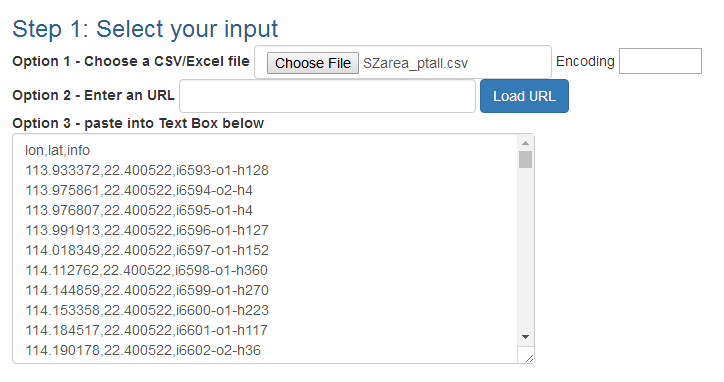 Step 1: Select your input
Option 1 - Choose a CSV/Excel file Choose File SZarea_ptall.csv Encoding
Option 2 - Enter an URL Load URL
Option 3 - paste into Text Box below
lon,lat,info
113.933372,22.400522,i6593-o1-h128
113.975861,22.400522,i6594-o2-h4
113.976807,22.400522,i6595-o1-h4
113.991913,22.400522,i6596-o1-h127
114.018349,22.400522,i6597-o1-h152
114.112762,22.400522,i6598-o1-h360
114.144859,22.400522,i6599-o1-h270
114.153358,22.400522,i6600-o1-h223
114.184517,22.400522,i6601-o1-h117
114.190178,22.400522,i6602-o2-h36